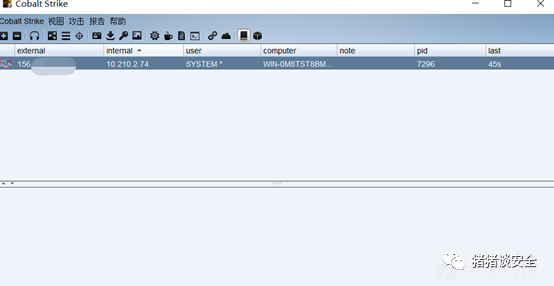 Cobalt Strike
Cobalt Strike 视图 攻击 报告 帮助
external internal user computer note pid last
156 10.210.2.74 SYSTEM * WIN-0M8TST8BM... 7296 45s
猪猪谈安全